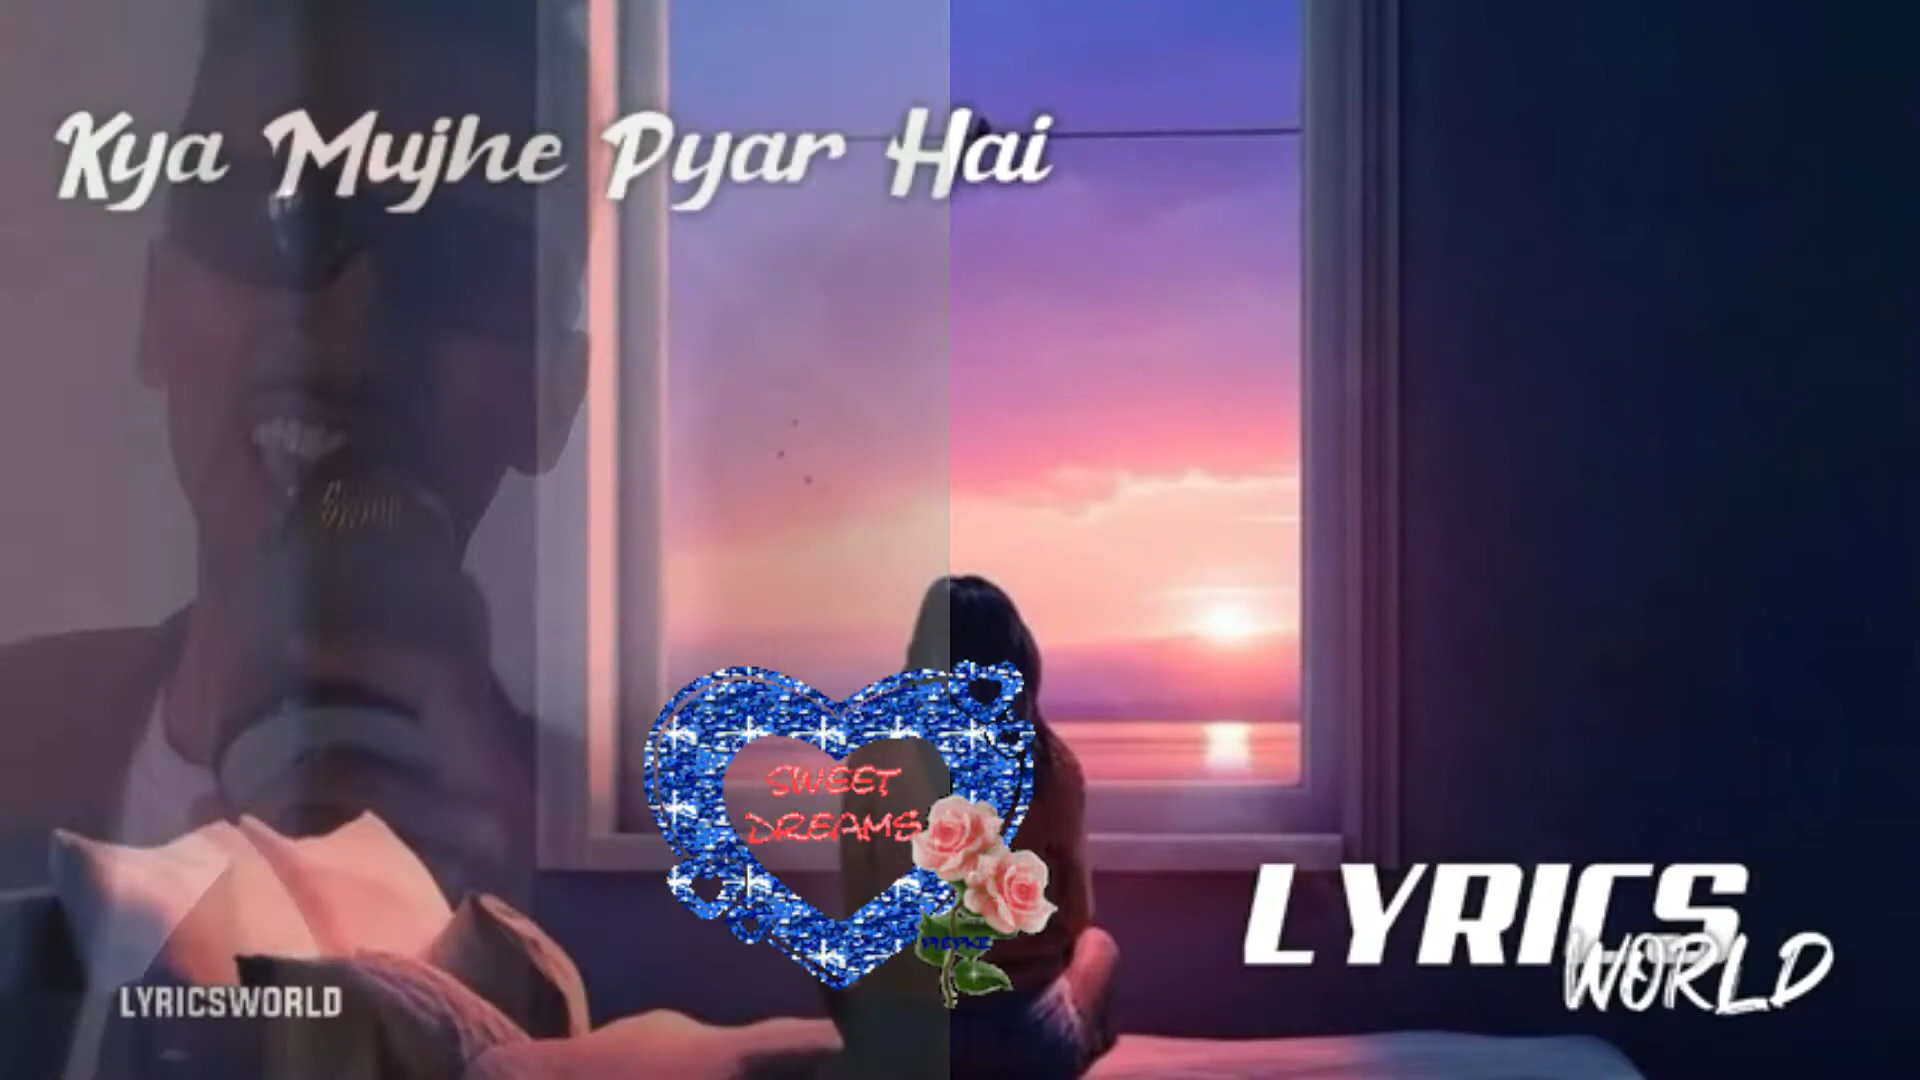 Kya Mujhe Pyar Hai
SWEET
DREAMS
LYRICS
WORLD
LYRICSWORLD